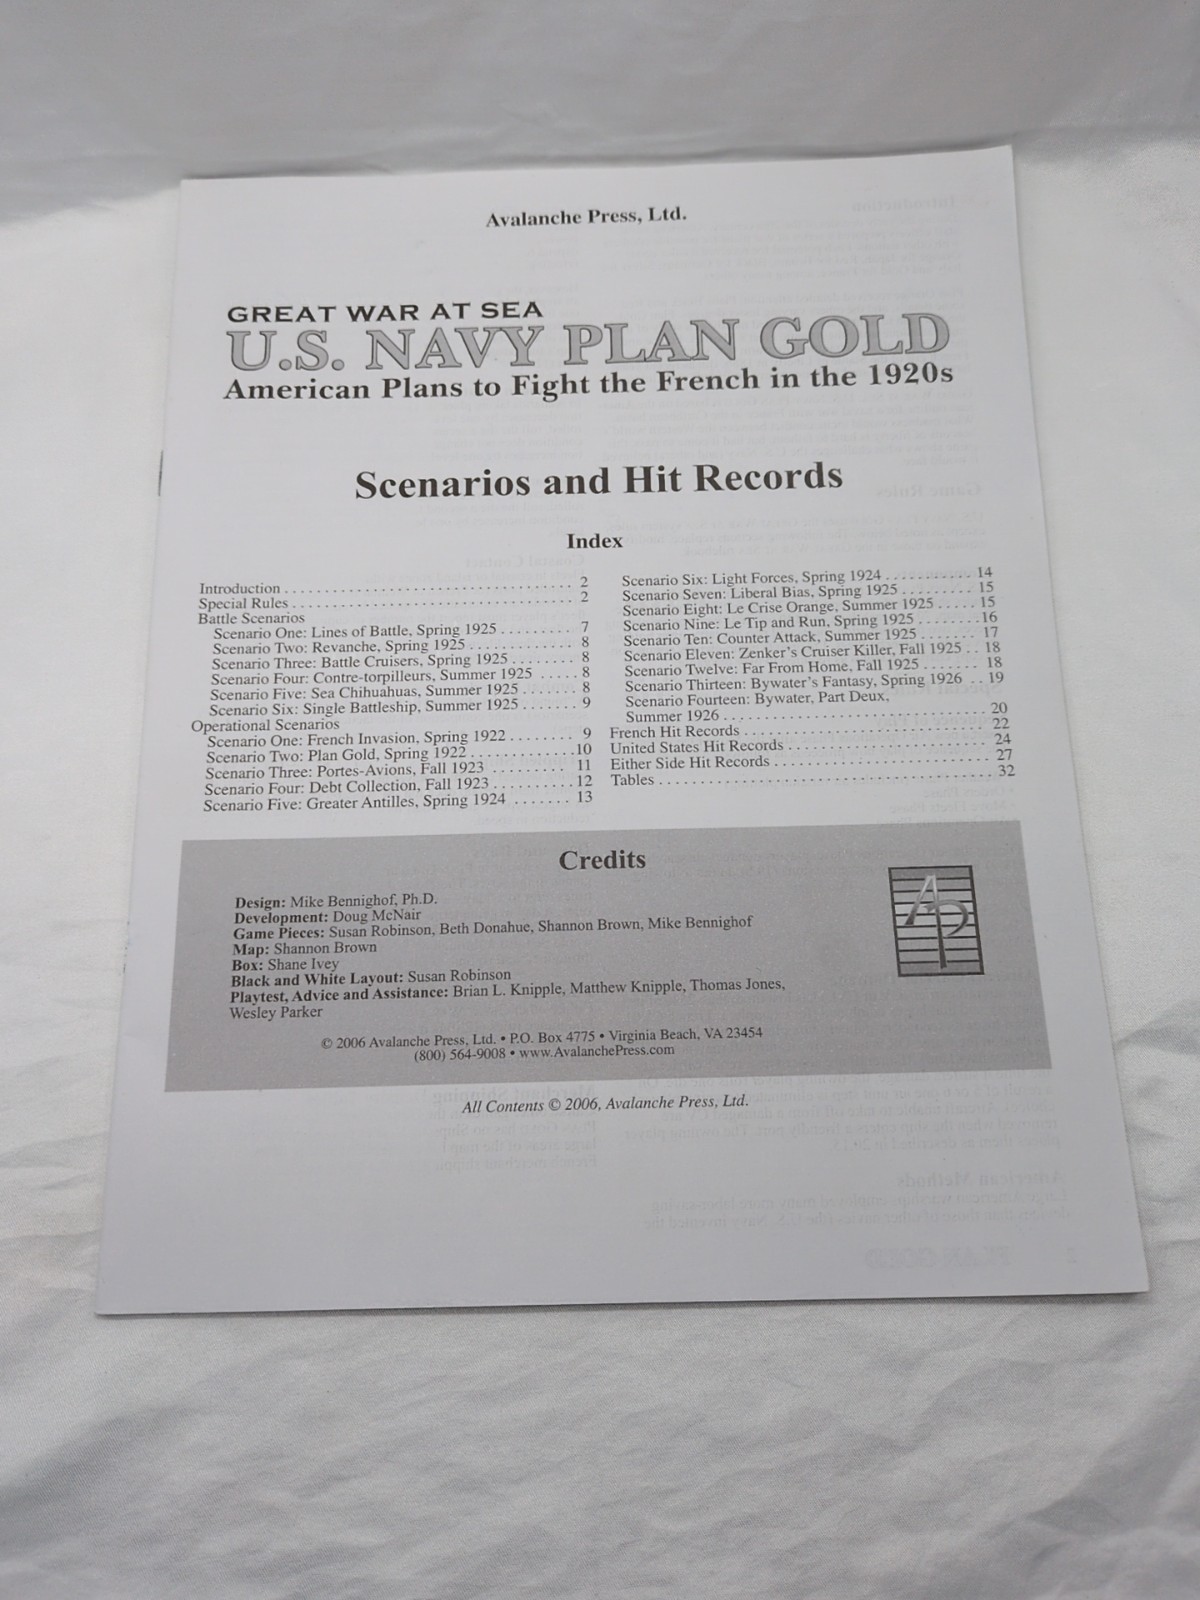 Avalanche Press, Ltd.
GREAT WAR AT SEA
U.S. NAVY PLAN GOLD
American Plans to Fight the French in the 1920s
Scenarios and Hit Records
Index
Introduction . . . . . . . . . . . . . . . . . . . . . . . . . . . . . . . . . . 2
Special Rules . . . . . . . . . . . . . . . . . . . . . . . . . . . . . . . . . 2
Battle Scenarios
Scenario One: Lines of Battle, Spring 1925 . . . . . . . . . 7
Scenario Two: Revanche, Spring 1925 . . . . . . . . . . . . . 8
Scenario Three: Battle Cruisers, Spring 1925 . . . . . . . . 8
Scenario Four: Contre-torpilleurs, Summer 1925 . . . . . 8
Scenario Five: Sea Chihuahuas, Summer 1925 . . . . . . . 8
Scenario Six: Single Battleship, Summer 1925 . . . . . . . 9
Operational Scenarios
Scenario One: French Invasion, Spring 1922 . . . . . . . . 9
Scenario Two: Plan Gold, Spring 1922 . . . . . . . . . . . . .10
Scenario Three: Portes-Avions, Fall 1923 . . . . . . . . . 11
Scenario Four: Debt Collection, Fall 1923 . . . . . . . . . . 12
Scenario Five: Greater Antilles, Spring 1924 . . . . . . . 13
Scenario Six: Light Forces, Spring 1924 . . . . . . . . . . . 14
Scenario Seven: Liberal Bias, Spring 1925 . . . . . . . . . 15
Scenario Eight: Le Crise Orange, Summer 1925 . . . . . 15
Scenario Nine: Le Tip and Run, Spring 1925 . . . . . . . .16
Scenario Ten: Counter Attack, Summer 1925 . . . . . . . 17
Scenario Eleven: Zenker's Cruiser Killer, Fall 1925 . . 18
Scenario Twelve: Far From Home, Fall 1925 . . . . . . . 18
Scenario Thirteen: Bywater's Fantasy, Spring 1926 . . 19
Scenario Fourteen: Bywater, Part Deux,
Summer 1926 . . . . . . . . . . . . . . . . . . . . . . . . . . . . 20
French Hit Records . . . . . . . . . . . . . . . . . . . . . . . . . . 22
United States Hit Records . . . . . . . . . . . . . . . . . . . . . 24
Either Side Hit Records . . . . . . . . . . . . . . . . . . . . . . . 27
Tables . . . . . . . . . . . . . . . . . . . . . . . . . . . . . . . . . . . . 32
Credits
Design: Mike Bennighof, Ph.D.
Development: Doug McNair
Game Pieces: Susan Robinson, Beth Donahue, Shannon Brown, Mike Bennighof
Map: Shannon Brown
Box: Shane Ivey
Black and White Layout: Susan Robinson
Playtest, Advice and Assistance: Brian L. Knipple, Matthew Knipple, Thomas Jones,
Wesley Parker
AP
© 2006 Avalanche Press, Ltd. • P.O. Box 4775 • Virginia Beach, VA 23454
(800) 564-9008 • www.AvalanchePress.com
All Contents © 2006, Avalanche Press, Ltd.